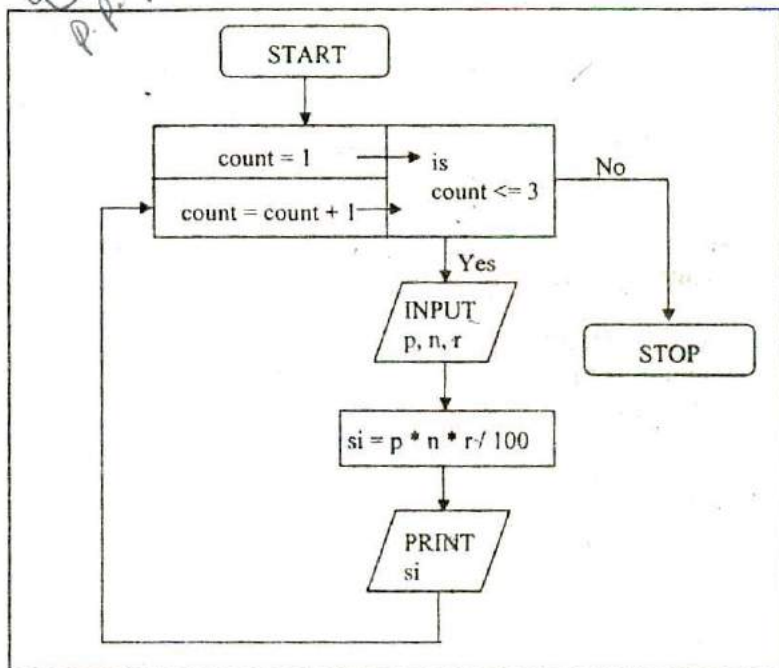 P. P.
START
count = 1
is
count <= 3
No
count = count + 1
Yes
INPUT
p, n, r
STOP
si = p * n * r / 100
PRINT
si